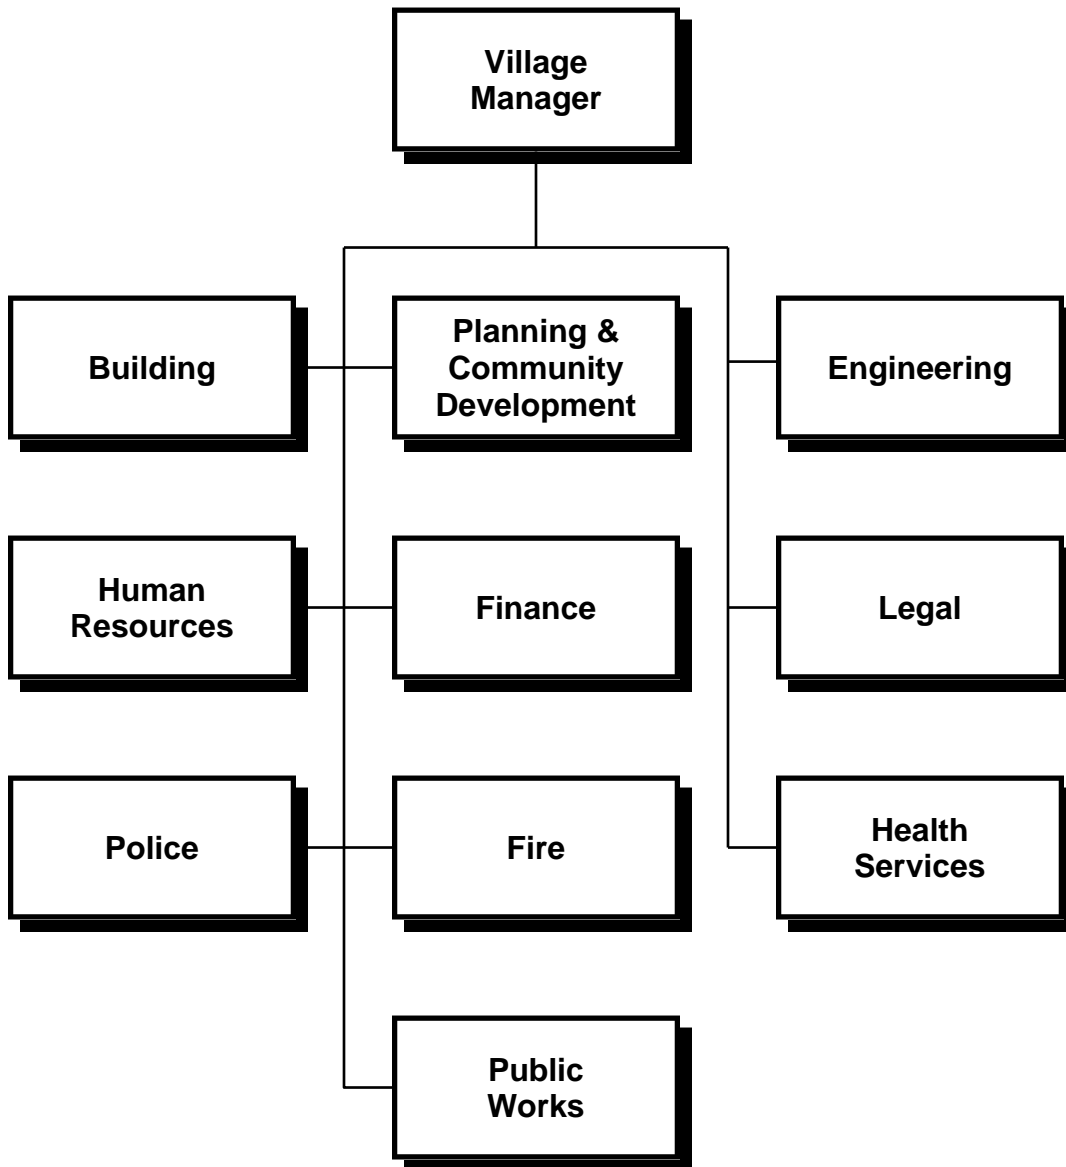 Village
Manager
Building
Planning &
Community
Development
Engineering
Human
Resources
Finance
Legal
Police
Fire
Health
Services
Public
Works